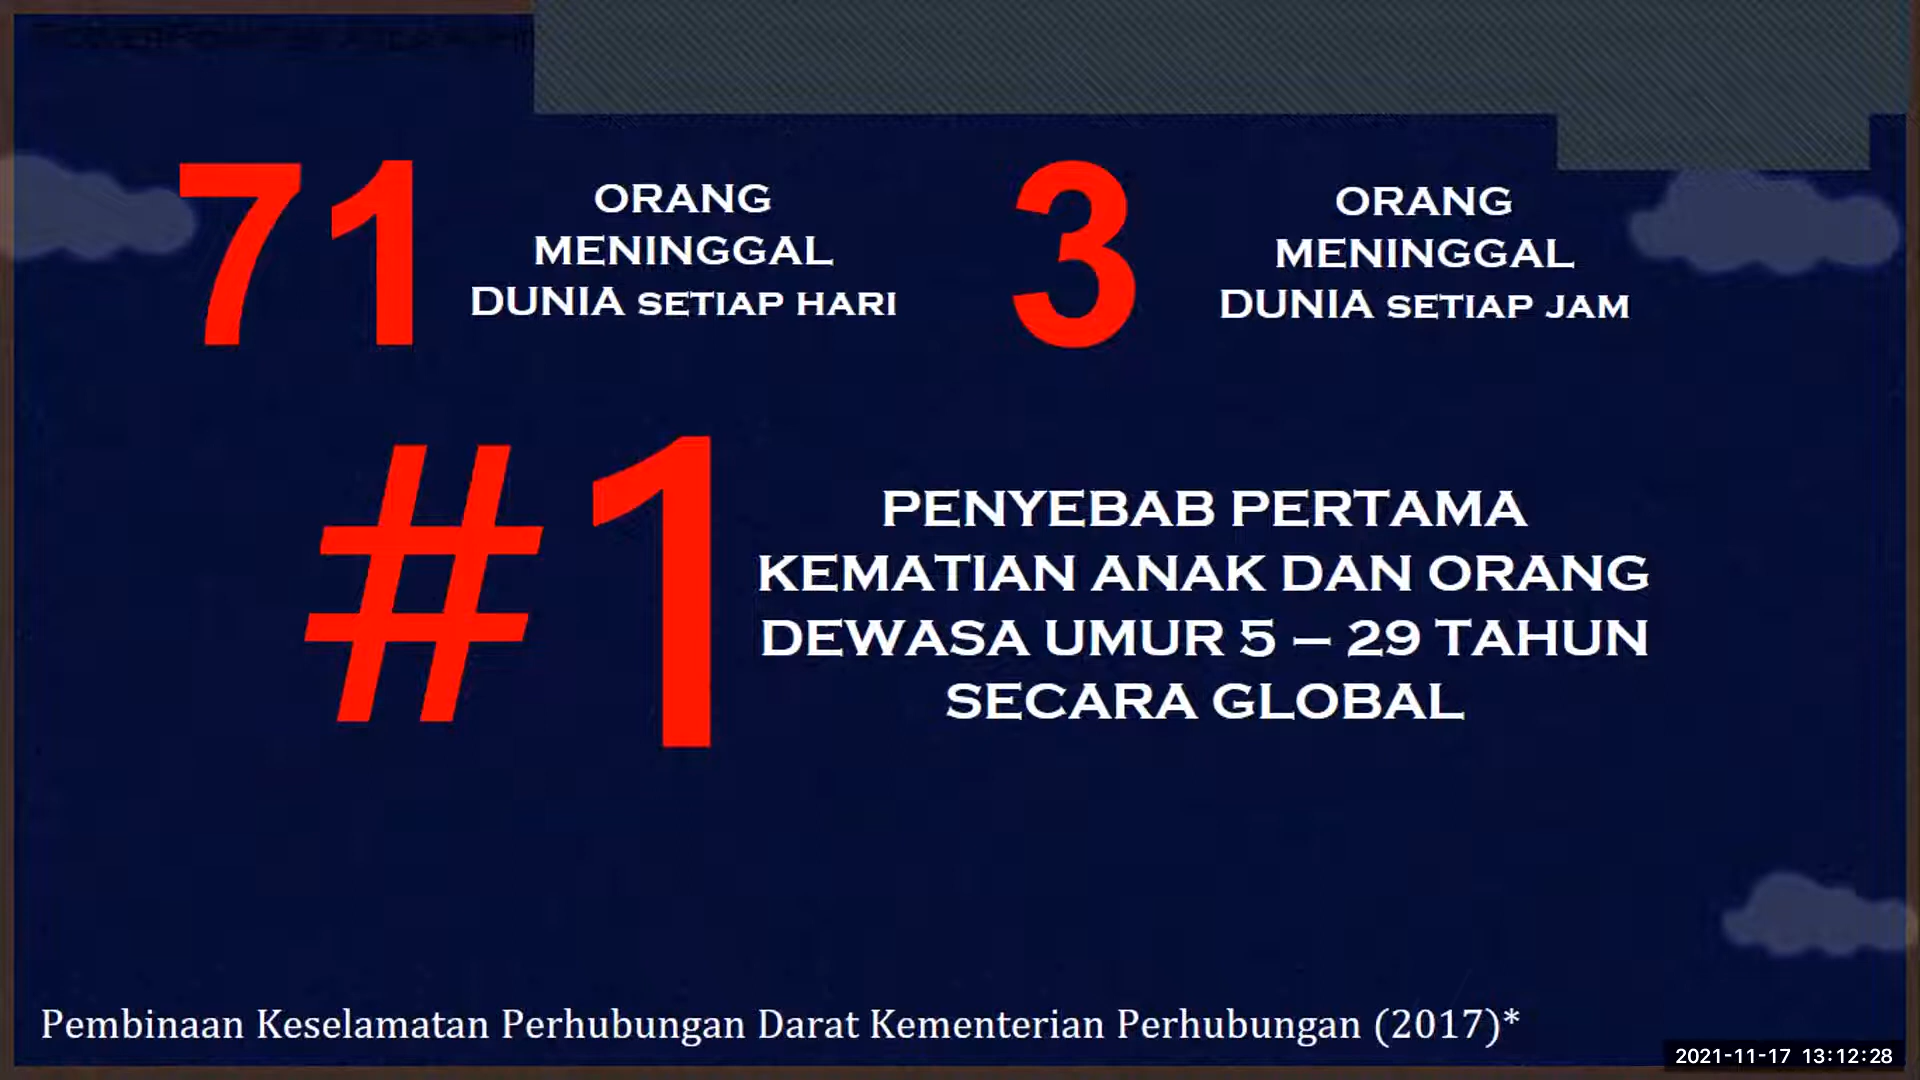 71
ORANG
MENINGGAL
DUNIA SETIAP HARI
3
ORANG
MENINGGAL
DUNIA SETIAP JAM
#1
PENYEBAB PERTAMA
KEMATIAN ANAK DAN ORANG
DEWASA UMUR 5 – 29 TAHUN
SECARA GLOBAL
Pembinaan Keselamatan Perhubungan Darat Kementerian Perhubungan (2017)*
2021-11-17 13:12:28